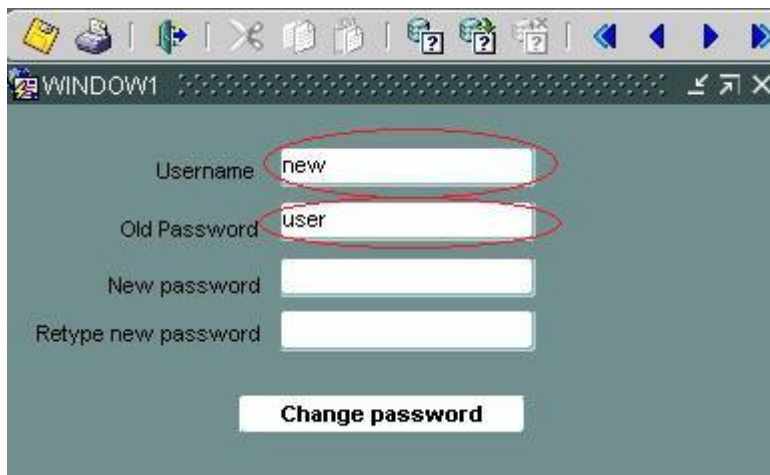 WINDOW1
Username new
Old Password user
New password
Retype new password
Change password